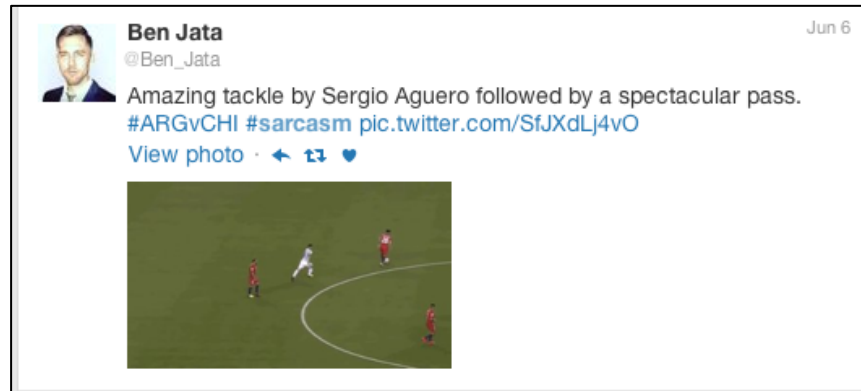 Ben Jata
Jun 6
@Ben_Jata
Amazing tackle by Sergio Aguero followed by a spectacular pass.
#ARGvCHI #sarcasm pic.twitter.com/SfJXdLj4vO
View photo ·